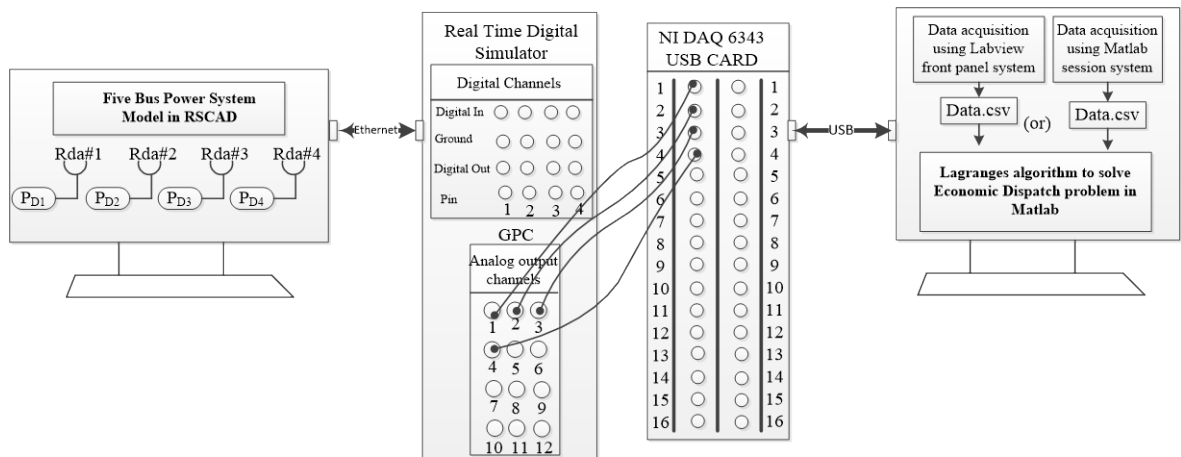 Five Bus Power System
Model in RSCAD
Rda#1 Rda#2 Rda#3 Rda#4
PD1 PD2 PD3 PD4
Ethernet
Real Time Digital
Simulator
Digital Channels
Digital In
Ground
Digital Out
Pin
1 2 3 4
GPC
Analog output
channels
1 2 3
4 5 6
7 8 9
10 11 12
NI DAQ 6343
USB CARD
1 1
2 2
3 3
4 4
5 5
6 6
7 7
8 8
9 9
10 10
11 11
12 12
13 13
14 14
15 15
16 16
USB
Data acquisition
using Labview
front panel system
Data acquisition
using Matlab
session system
Data.csv (or) Data.csv
Lagranges algorithm to solve
Economic Dispatch problem in
Matlab